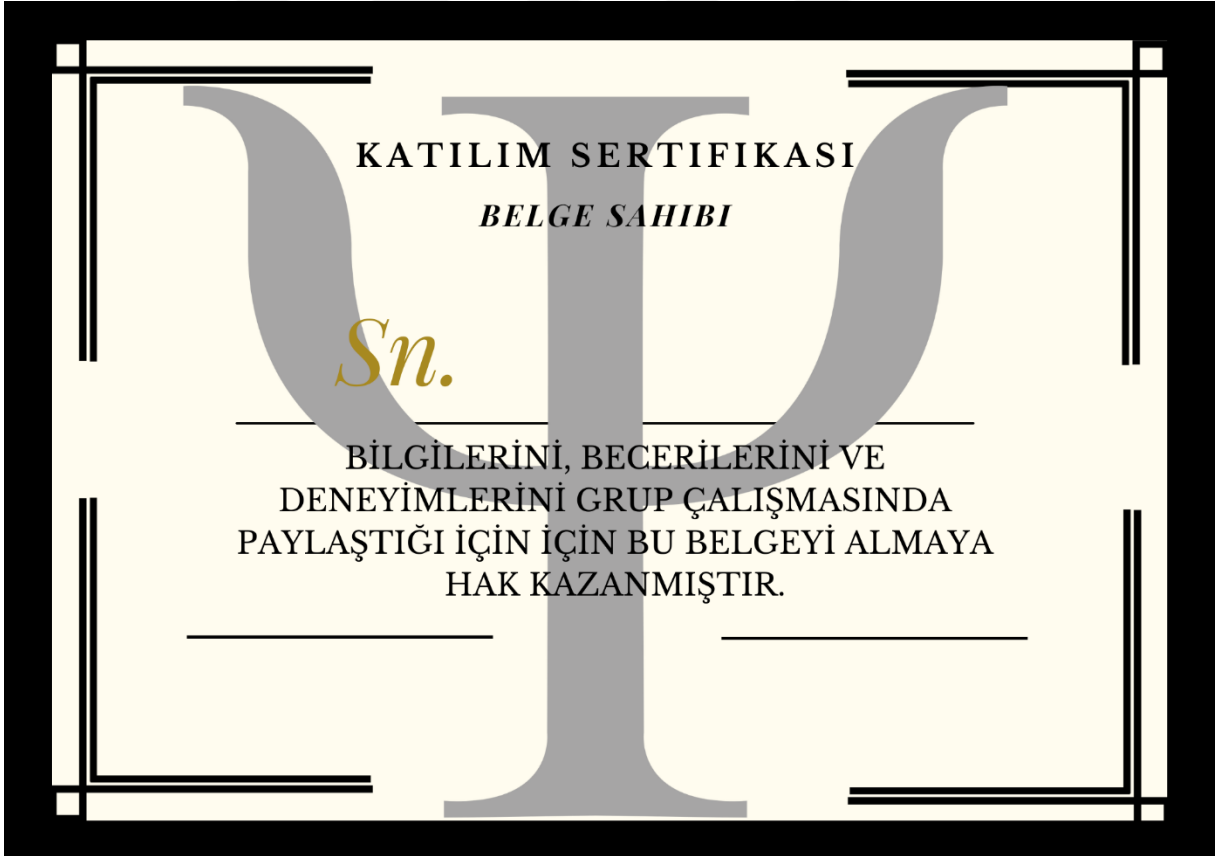 KATILIM SERTIFIKASI
BELGE SAHIBI
Sn.
BİLGİLERİNİ, BECERİLERİNİ VE
DENEYİMLERİNİ GRUP ÇALIŞMASINDA
PAYLAŞTIĞI İÇİN İÇİN BU BELGEYİ ALMAYA
HAK KAZANMIŞTIR.